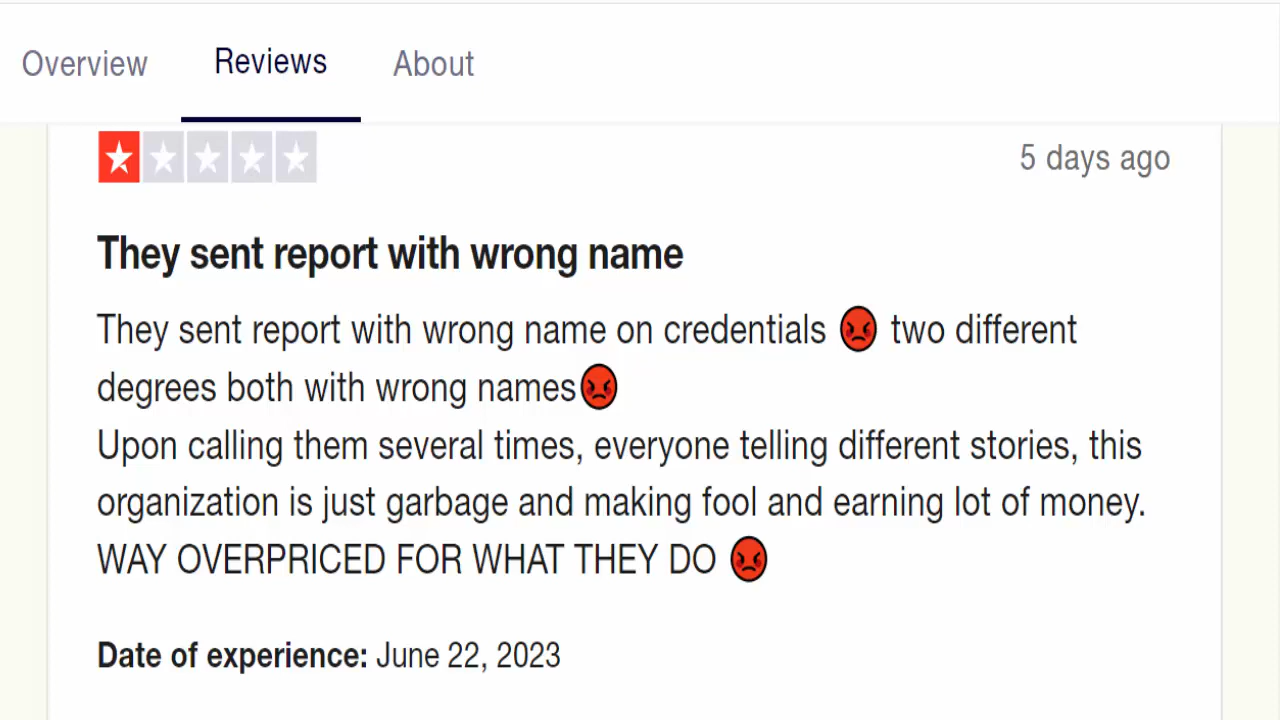 Overview Reviews About
5 days ago
They sent report with wrong name
They sent report with wrong name on credentials 😡 two different
degrees both with wrong names😡
Upon calling them several times, everyone telling different stories, this
organization is just garbage and making fool and earning lot of money.
WAY OVERPRICED FOR WHAT THEY DO 😡
Date of experience: June 22, 2023